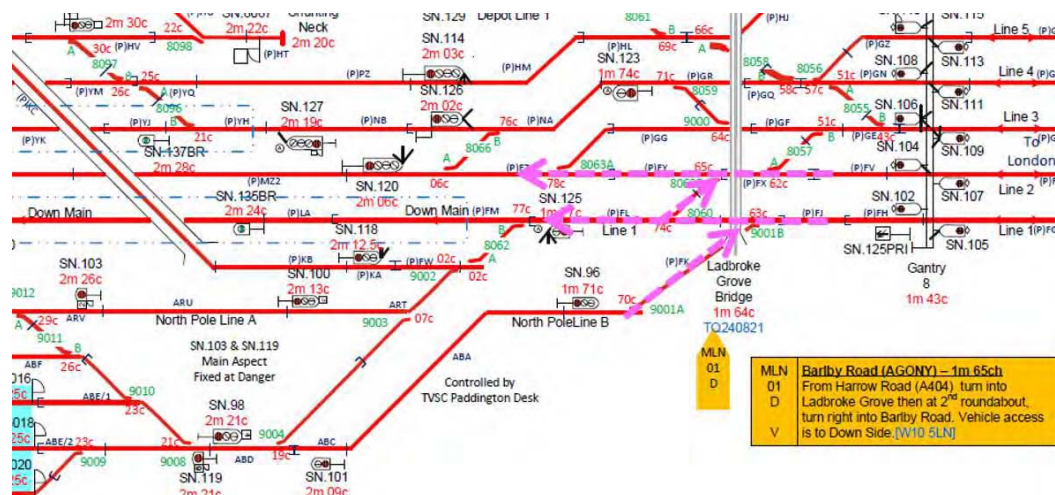 2m 30c
SN.6667
2m 22c
Grunting
Neck
2m 20c
SN.129
Depot Line 1
8061
66c
(P)HJ
SN.115
Line 5
22c
8098
(P)HT
SN.114
2m 03c
(P)HL
69c
A
B
30c
(P)HV
A
8097
B
SN.123
1m 74c
8058
B
A
8056
(P)GZ
SN.108
SN.113
26c
25c
(P)YM
(P)YQ
A
(P)PZ
(P)HM
71c
(P)GR
(P)GQ
58c
57c
51c
(P)GN
Line 4
SN.126
2m 02c
8059
A
8055
B
SN.106
SN.111
(P)KC
8096
B
SN.127
2m 19c
(P)YJ
(P)YH
21c
(P)NB
76c
(P)NA
9000
64c
(P)GF
51c
(P)GE
43c
Line 3
(P)YK
SN.137BR
2m 28c
8066
B
A
(P)GG
8057
B
A
SN.104
SN.109
To
London
8063A
65c
(P)MZ2
SN.120
2m 06c
06c
(P)FZ
78c
(P)FY
(P)FX
62c
(P)FV
Line 2
SN.135BR
2m 24c
SN.125
SN.102
SN.107
Down Main
(P)LA
Down Main
(P)FM
77c
(P)FL
Line 1
74c
8060
63c
(P)FJ
(P)FH
Line 1
SN.118
2m 12.5c
8062
B
A
9001B
SN.125PRI
SN.105
(P)KB
(P)KA
(P)FW
9002
02c
02c
(P)FK
Ladbroke
Grove
Bridge
1m 64c
TQ240821
Gantry
8
1m 43c
SN.103
2m 26c
SN.100
2m 13c
SN.96
1m 71c
70c
9001A
9012
A
ARU
ART
ARV
North Pole Line A
North PoleLine B
29c
9011
B
9003
07c
SN.103 & SN.119
Main Aspect
Fixed at Danger
ABA
Controlled by
TVSC Paddington Desk
MLN
01
D
ABF
26c
9010
ABE/1
23c
SN.98
2m 21c
ABE/2
23c
9009
21c
9008
ABD
9004
19c
ABC
SN.119
2m 21c
SN.101
2m 09c
MLN
01
D
V
Barlby Road (AGONY) – 1m 65ch
From Harrow Road (A404) turn into
Ladbroke Grove then at 2nd roundabout,
turn right into Barlby Road. Vehicle access
is to Down Side.[W10 5LN]